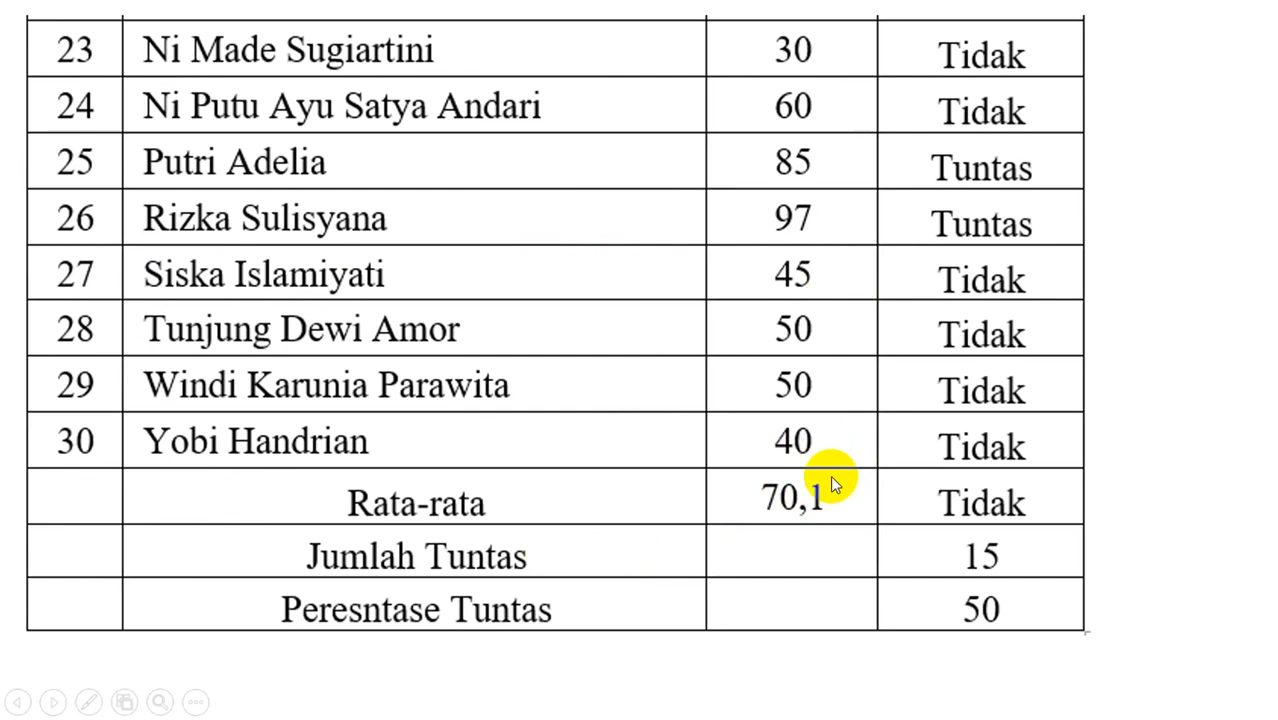 23 Ni Made Sugiartini 30 Tidak
24 Ni Putu Ayu Satya Andari 60 Tidak
25 Putri Adelia 85 Tuntas
26 Rizka Sulisyana 97 Tuntas
27 Siska Islamiyati 45 Tidak
28 Tunjung Dewi Amor 50 Tidak
29 Windi Karunia Parawita 50 Tidak
30 Yobi Handrian 40 Tidak
Rata-rata 70,1 Tidak
Jumlah Tuntas 15
Peresntase Tuntas 50